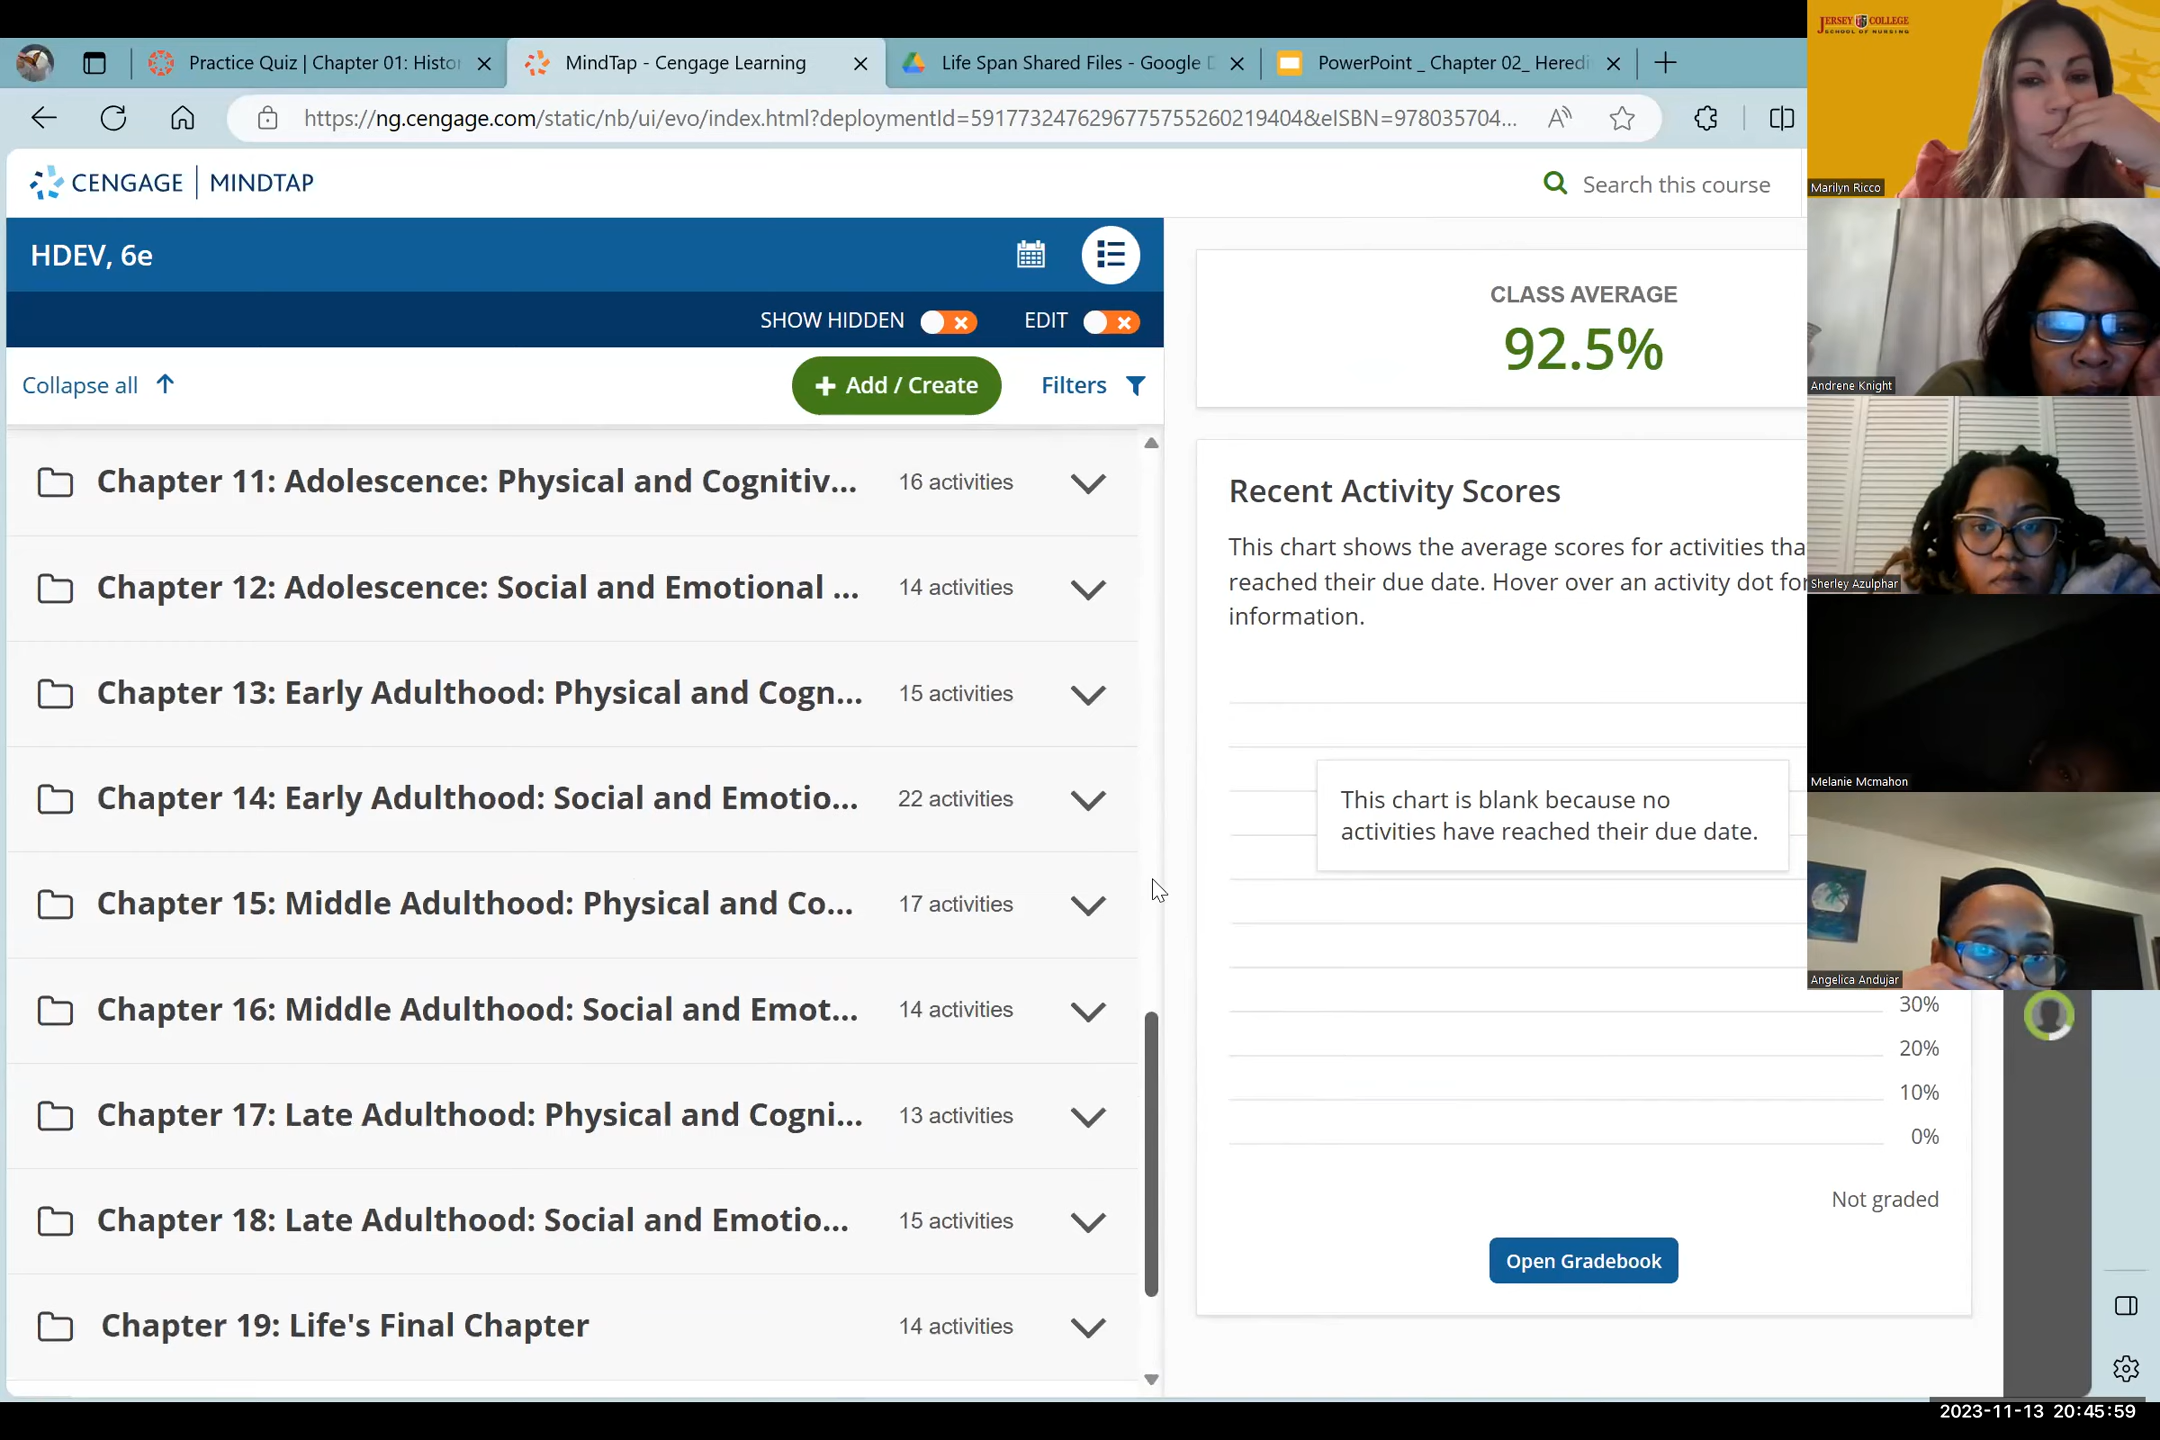 Practice Quiz | Chapter 01: Histo
MindTap - Cengage Learning
Life Span Shared Files - Google D
PowerPoint _ Chapter 02_ Heredi
https://ng.cengage.com/static/nb/ui/evo/index.html?deploymentId=59177324762967757552602194048&eISBN=978035704...
CENGAGE | MINDTAP
Search this course
HDEV, 6e
SHOW HIDDEN
EDIT
Collapse all
+ Add / Create
Filters
Chapter 11: Adolescence: Physical and Cognitiv...
16 activities
Chapter 12: Adolescence: Social and Emotional ...
14 activities
Chapter 13: Early Adulthood: Physical and Cogn...
15 activities
Chapter 14: Early Adulthood: Social and Emotio...
22 activities
Chapter 15: Middle Adulthood: Physical and Co...
17 activities
Chapter 16: Middle Adulthood: Social and Emot...
14 activities
Chapter 17: Late Adulthood: Physical and Cogni...
13 activities
Chapter 18: Late Adulthood: Social and Emotio...
15 activities
Chapter 19: Life's Final Chapter
14 activities
CLASS AVERAGE
92.5%
Recent Activity Scores
This chart shows the average scores for activities tha
reached their due date. Hover over an activity dot for
information.
This chart is blank because no
activities have reached their due date.
30%
20%
10%
0%
Not graded
Open Gradebook
JERSEY COLLEGE
SCHOOL OF NURSING
Marilyn Ricco
Andrene Knight
Sherley Azulphar
Melanie Mcmahon
Angelica Andujar
2023-11-13 20:45:59